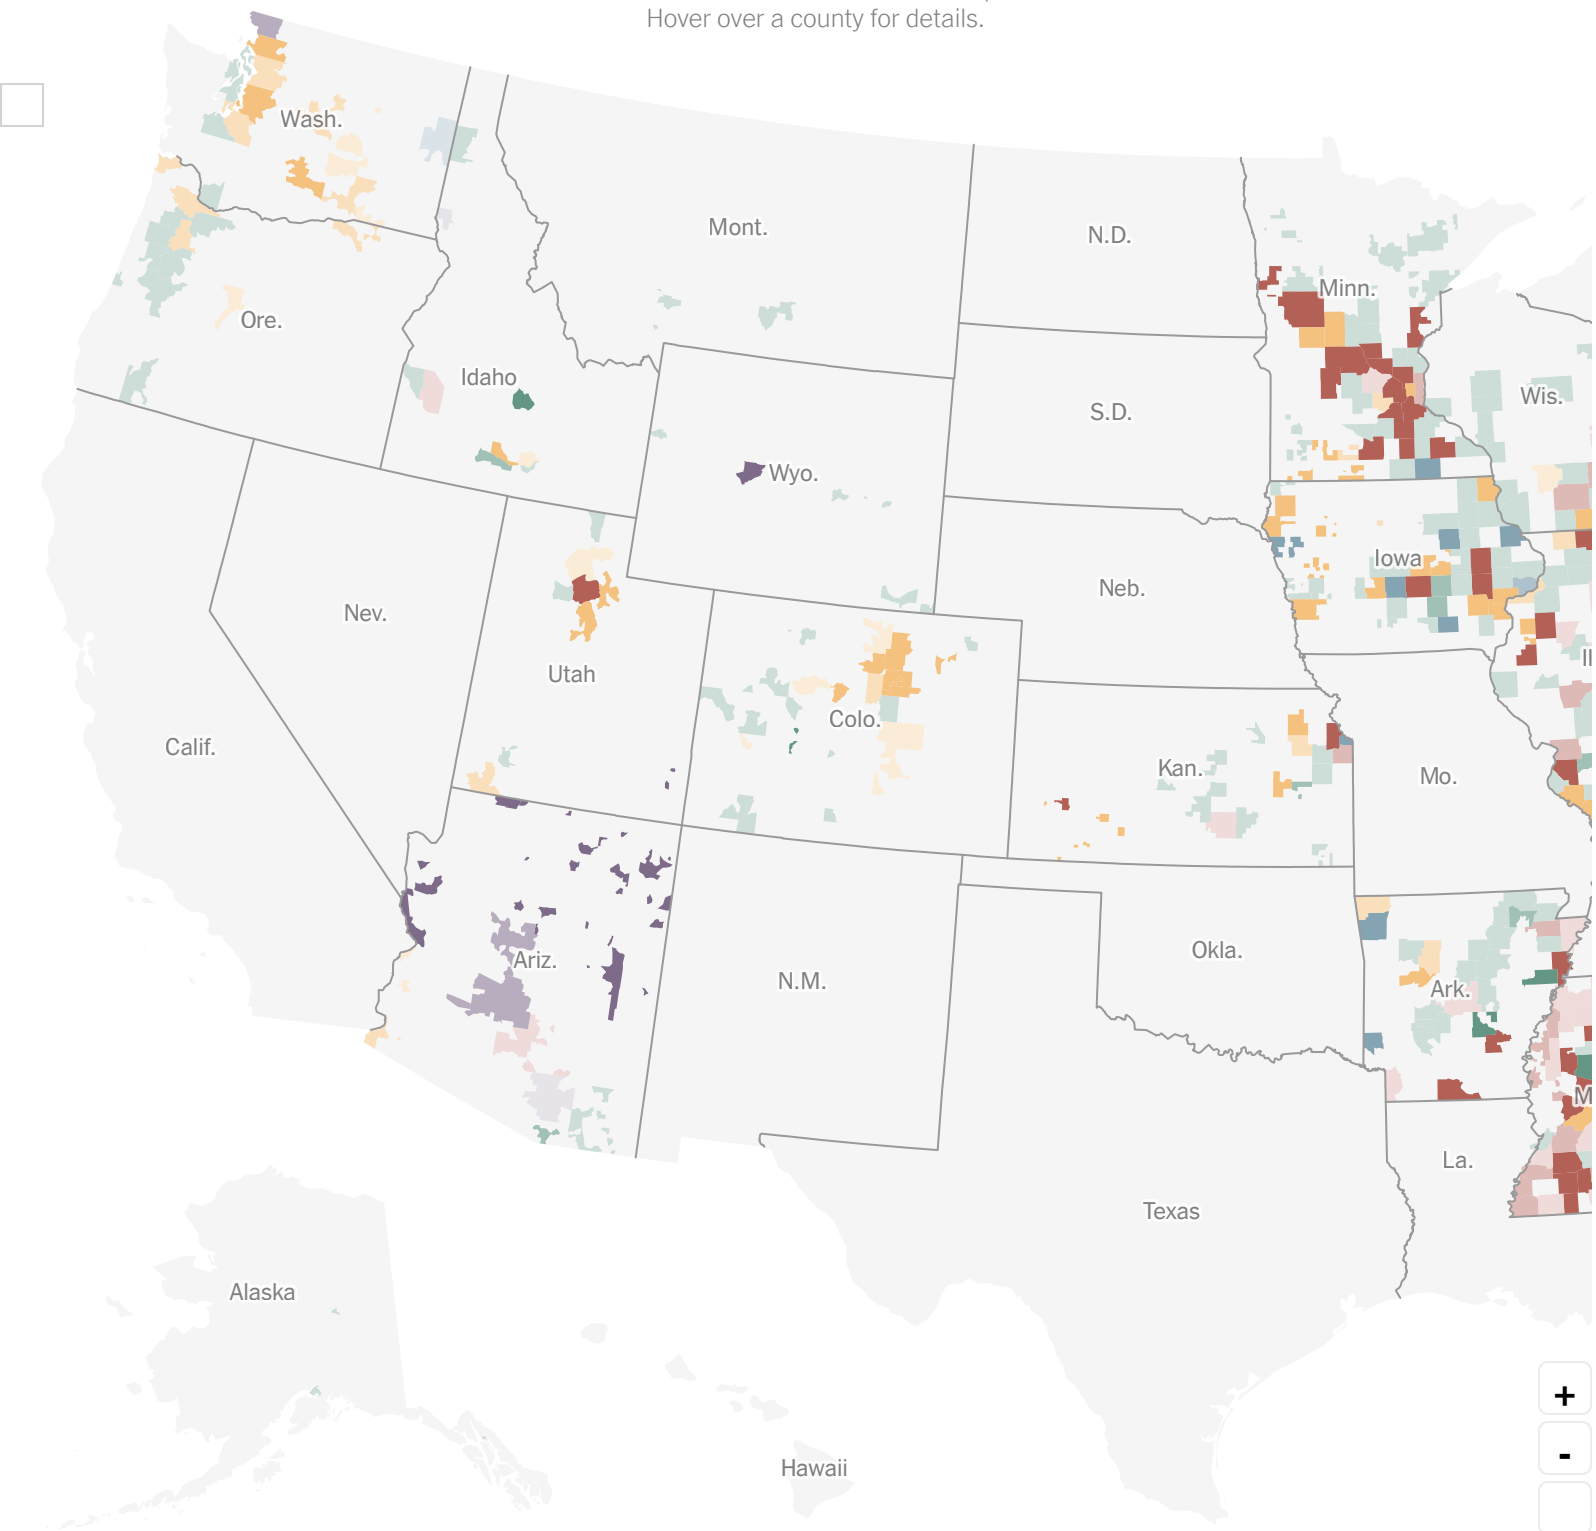 Hover over a county for details.
Wash.
Mont.
N.D.
Minn.
Ore.
Idaho
S.D.
Wis.
Wyo.
Iowa
Neb.
Nev.
Utah
Ill
Colo.
Calif.
Kan.
Mo.
Okla.
Ariz.
N.M.
Ark.
M
La.
Texas
Alaska
Hawaii
+
-